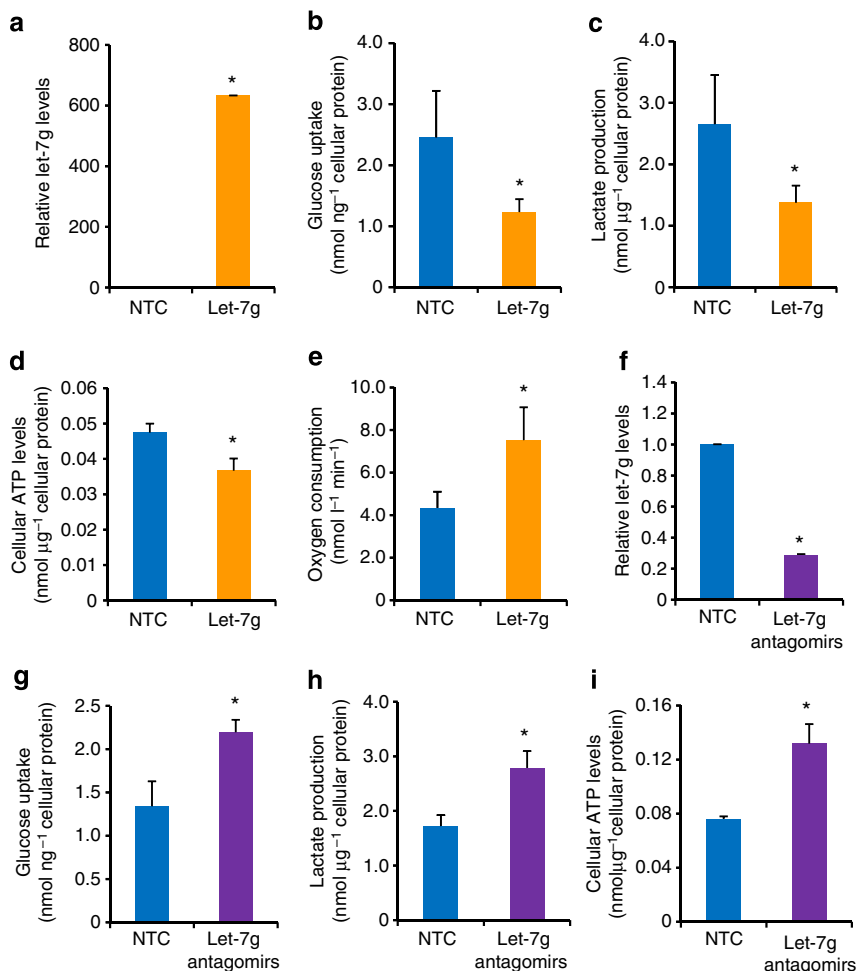 a
Relative let-7g levels
800
600
400
200
0
*
NTC
Let-7g
b
Glucose uptake
(nmol ng⁻¹ cellular protein)
4.0
3.0
2.0
1.0
0
*
NTC
Let-7g
c
Lactate production
(nmol µg⁻¹ cellular protein)
4.0
3.0
2.0
1.0
0
*
NTC
Let-7g
d
Cellular ATP levels
(nmol µg⁻¹ cellular protein)
0.06
0.05
0.04
0.03
0.02
0.01
0
*
NTC
Let-7g
e
Oxygen consumption
(nmol l⁻¹ min⁻¹)
10.0
8.0
6.0
4.0
2.0
0
*
NTC
Let-7g
f
Relative let-7g levels
1.4
1.2
1.0
0.8
0.6
0.4
0.2
0
*
NTC
Let-7g
antagomirs
g
Glucose uptake
(nmol ng⁻¹ cellular protein)
2.5
2.0
1.5
1.0
0.5
0
*
NTC
Let-7g
antagomirs
h
Lactate production
(nmol µg⁻¹ cellular protein)
4.0
3.0
2.0
1.0
0
*
NTC
Let-7g
antagomirs
i
Cellular ATP levels
(nmolµg⁻¹cellular protein)
0.16
0.12
0.08
0.04
0
*
NTC
Let-7g
antagomirs